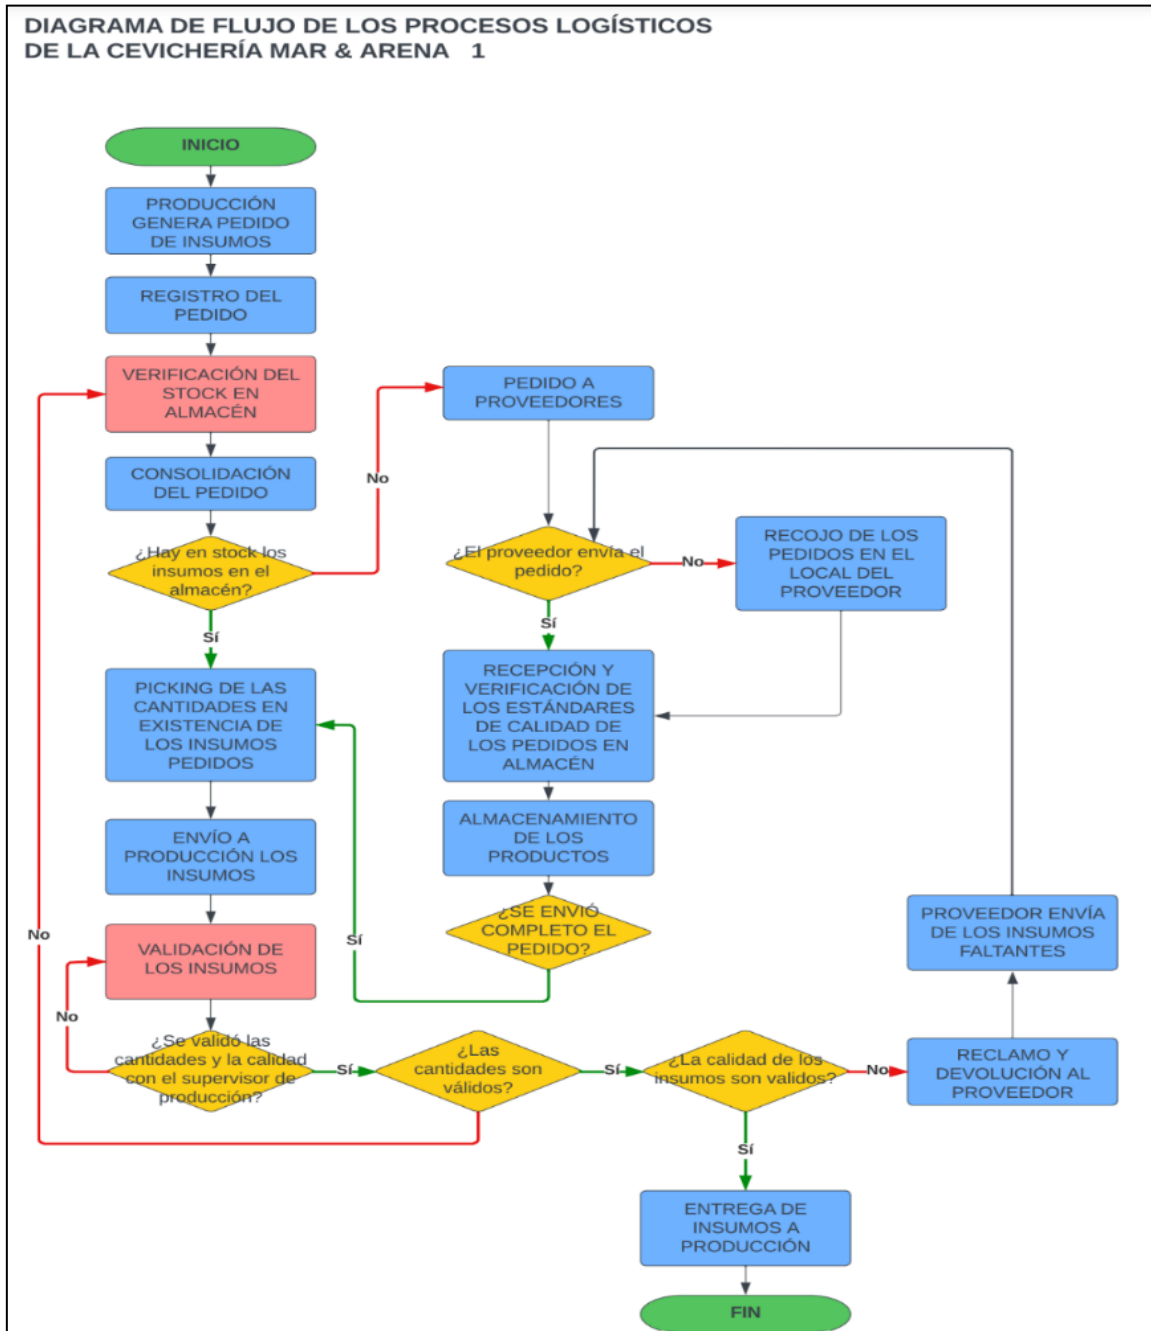 DIAGRAMA DE FLUJO DE LOS PROCESOS LOGÍSTICOS
DE LA CEVICHERÍA MAR & ARENA 1
INICIO
PRODUCCIÓN
GENERA PEDIDO
DE INSUMOS
REGISTRO DEL
PEDIDO
VERIFICACIÓN DEL
STOCK EN
ALMACÉN
CONSOLIDACIÓN
DEL PEDIDO
¿Hay en stock los
insumos en el
almacén?
No
Sí
PEDIDO A
PROVEEDORES
¿El proveedor envía el
pedido?
No
RECOJO DE LOS
PEDIDOS EN EL
LOCAL DEL
PROVEEDOR
Sí
RECEPCIÓN Y
VERIFICACIÓN DE
LOS ESTÁNDARES
DE CALIDAD DE
LOS PEDIDOS EN
ALMACÉN
ALMACENAMIENTO
DE LOS
PRODUCTOS
¿SE ENVIÓ
COMPLETO EL
PEDIDO?
Sí
PICKING DE LAS
CANTIDADES EN
EXISTENCIA DE
LOS INSUMOS
PEDIDOS
ENVÍO A
PRODUCCIÓN LOS
INSUMOS
VALIDACIÓN DE
LOS INSUMOS
No
No
¿Se validó las
cantidades y la calidad
con el supervisor de
producción?
Sí
¿Las
cantidades son
válidos?
Sí
¿La calidad de los
insumos son validos?
No
RECLAMO Y
DEVOLUCIÓN AL
PROVEEDOR
PROVEEDOR ENVÍA
DE LOS INSUMOS
FALTANTES
Sí
ENTREGA DE
INSUMOS A
PRODUCCIÓN
FIN